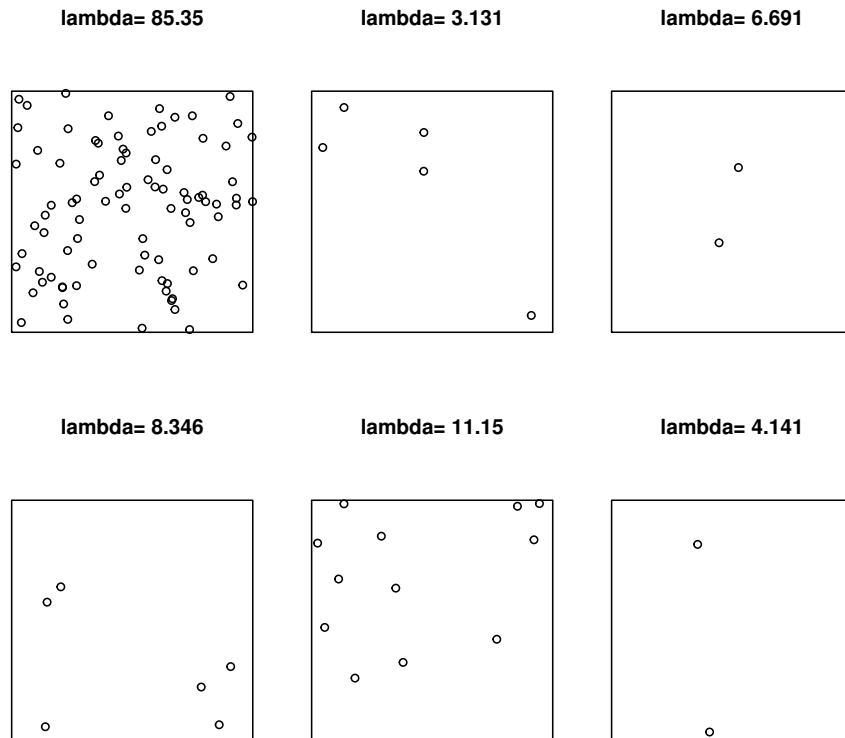 lambda= 85.35
lambda= 3.131
lambda= 6.691
lambda= 8.346
lambda= 11.15
lambda= 4.141